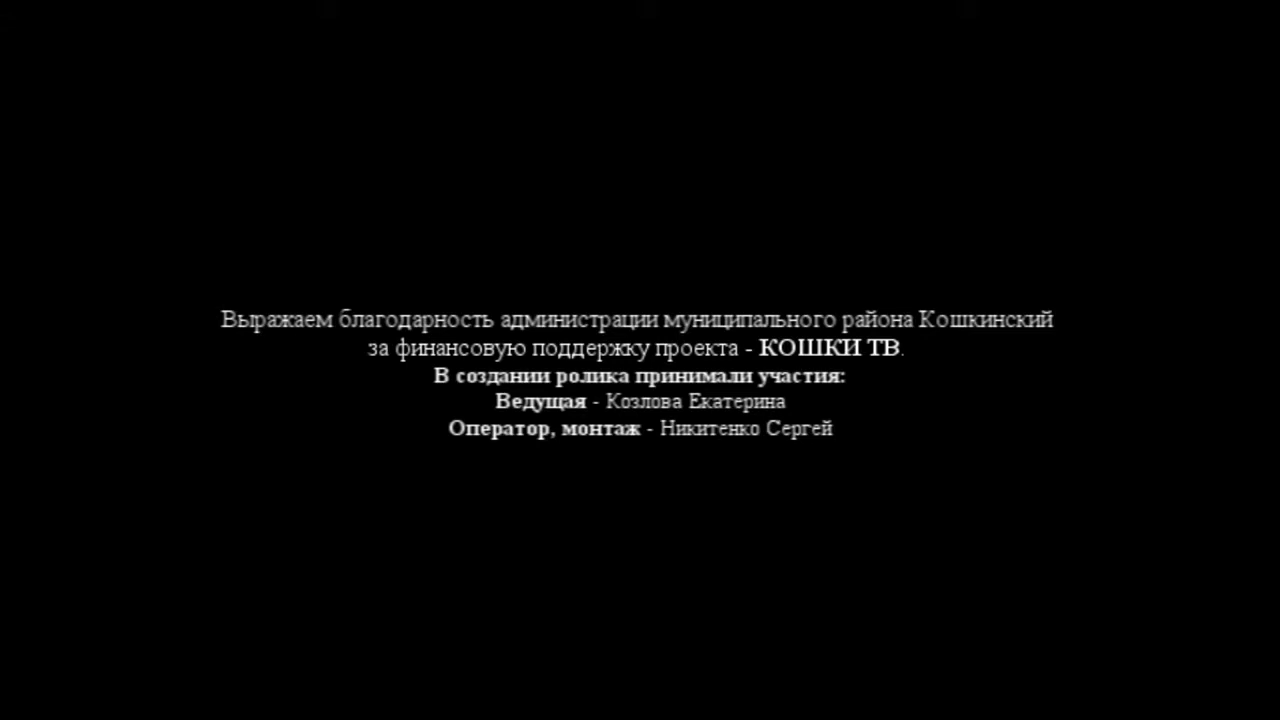 Выражаем благодарность администрации муниципального района Кошкинский
за финансовую поддержку проекта - КОШКИ ТВ.
В создании ролика принимали участия:
Ведущая - Козлова Екатерина
Оператор, монтаж - Никитенко Сергей